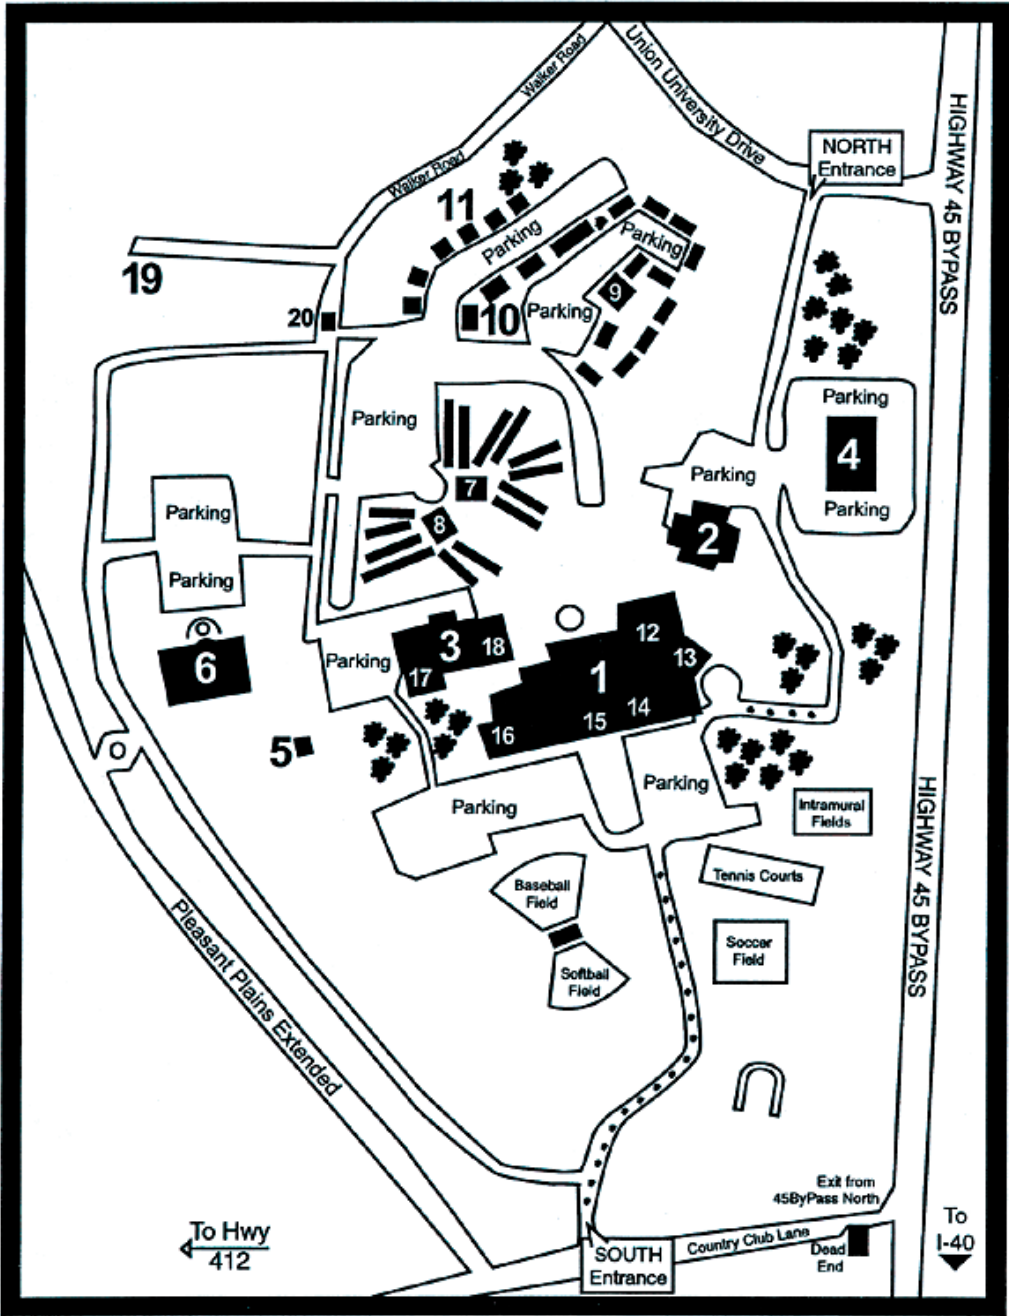 Walker Road
Union University Drive
HIGHWAY 45 BYPASS
NORTH
Entrance
Walker Road
11
Parking
Parking
19
20
10
Parking
9
Parking
Parking
4
Parking
Parking
7
Parking
8
2
Parking
Parking
12
3
18
13
6
Parking
17
1
14
15
16
5
HIGHWAY 45 BYPASS
Parking
Parking
Intramural
Fields
Tennis Courts
Baseball
Field
Pleasant Plains Extended
Soccer
Field
Softball
Field
Exit from
45ByPass North
To Hwy
412
To
I-40
Country Club Lane
Dead
End
SOUTH
Entrance